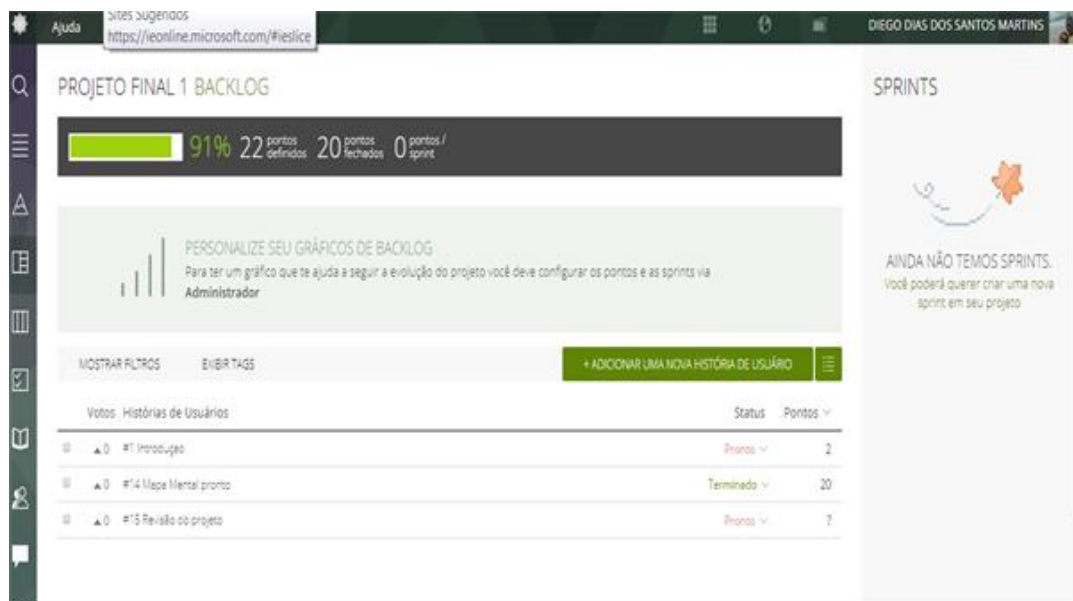 Sites Sugeridos
Ajuda
https://ieonline.microsoft.com/#ieslice
DIEGO DIAS DOS SANTOS MARTINS
PROJETO FINAL 1 BACKLOG
91% 22 pontos definidos 20 pontos fechados 0 pontos / sprint
PERSONALIZE SEU GRÁFICOS DE BACKLOG
Para ter um gráfico que te ajuda a seguir a evolução do projeto você deve configurar os pontos e as sprints via
Administrador
MOSTRAR FILTROS EXIBIR TAGS + ADICIONAR UMA NOVA HISTÓRIA DE USUÁRIO
Votos Histórias de Usuários Status Pontos
0 #1 Introduçao Pronto 2
0 #14 Mapa Mental pronto Terminado 20
0 #15 Revisão do projeto Pronto ?
SPRINTS
AINDA NÃO TEMOS SPRINTS.
Você poderá querer criar uma nova
sprint em seu projeto